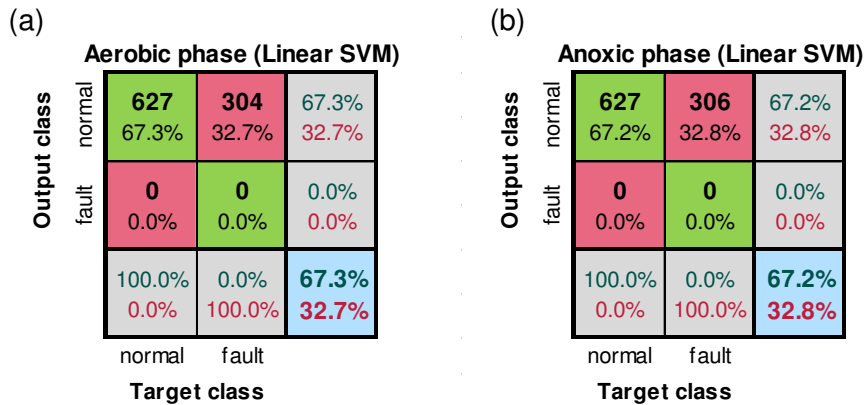 (a)
Aerobic phase (Linear SVM)
Output class
normal
fault
627
67.3%
304
32.7%
67.3%
32.7%
0
0.0%
0
0.0%
0.0%
0.0%
100.0%
0.0%
0.0%
100.0%
67.3%
32.7%
normal
fault
Target class
(b)
Anoxic phase (Linear SVM)
Output class
normal
fault
627
67.2%
306
32.8%
67.2%
32.8%
0
0.0%
0
0.0%
0.0%
0.0%
100.0%
0.0%
0.0%
100.0%
67.2%
32.8%
normal
fault
Target class